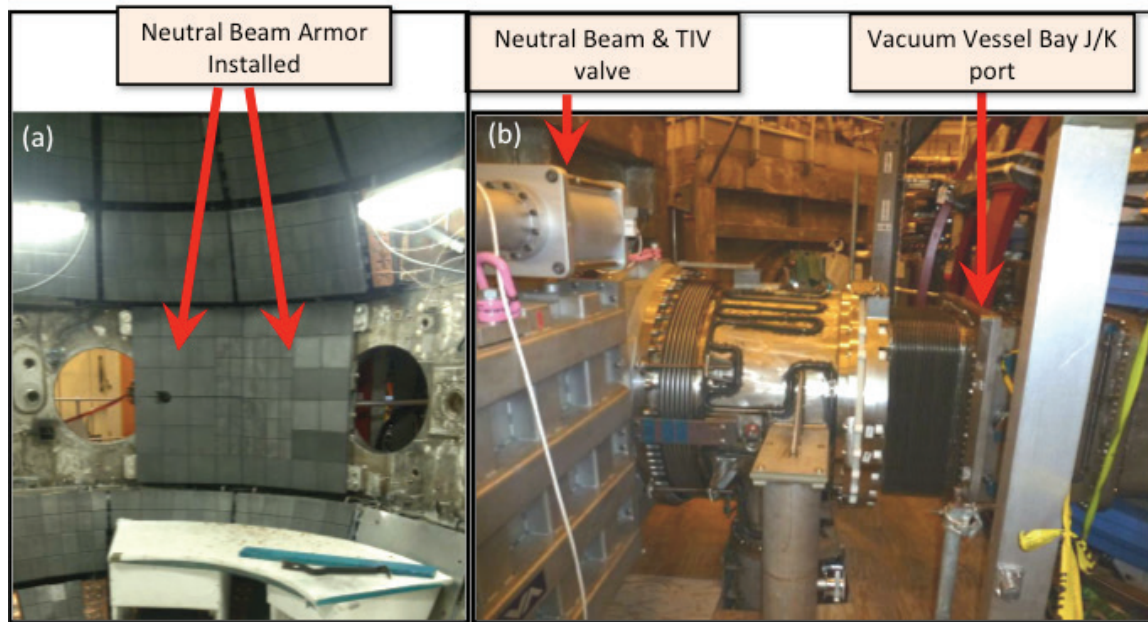 Neutral Beam Armor
Installed
Neutral Beam & TIV
valve
Vacuum Vessel Bay J/K
port
(a)
(b)